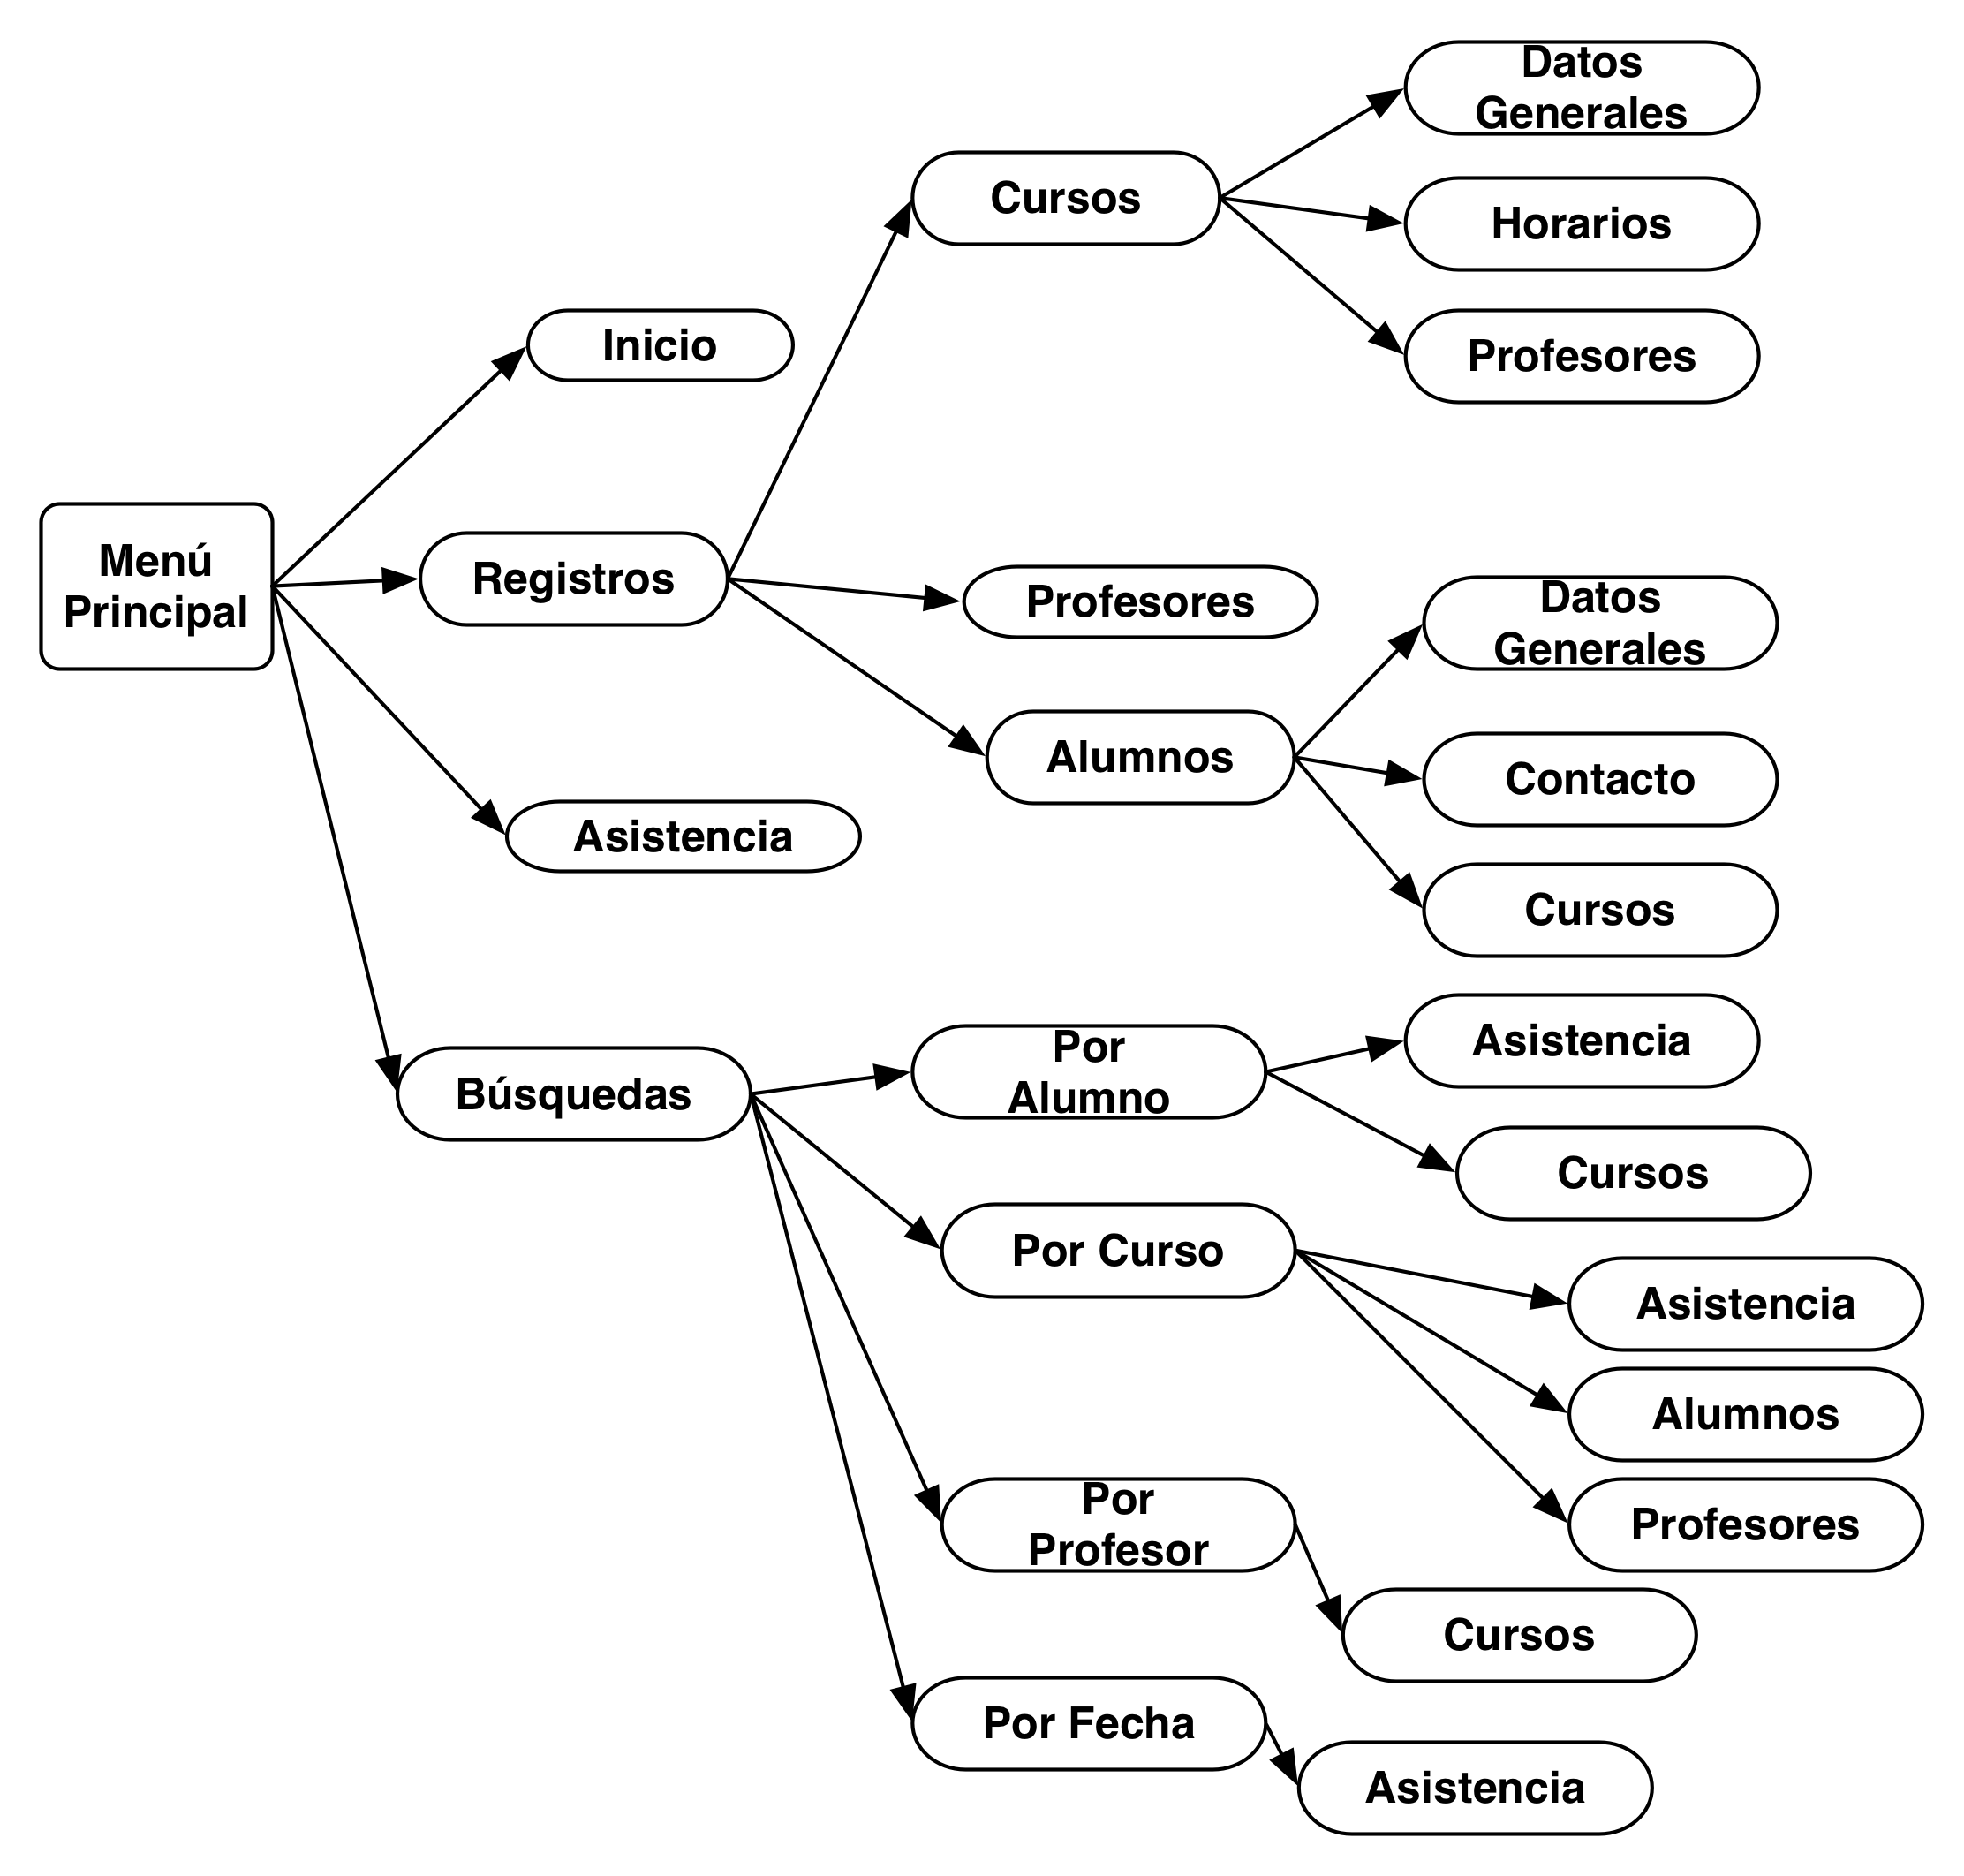 Datos
Generales
Cursos
Horarios
Inicio
Profesores
Menú
Principal
Registros
Profesores
Datos
Generales
Alumnos
Contacto
Asistencia
Cursos
Búsquedas
Por
Alumno
Asistencia
Cursos
Por Curso
Asistencia
Alumnos
Por
Profesor
Profesores
Cursos
Por Fecha
Asistencia